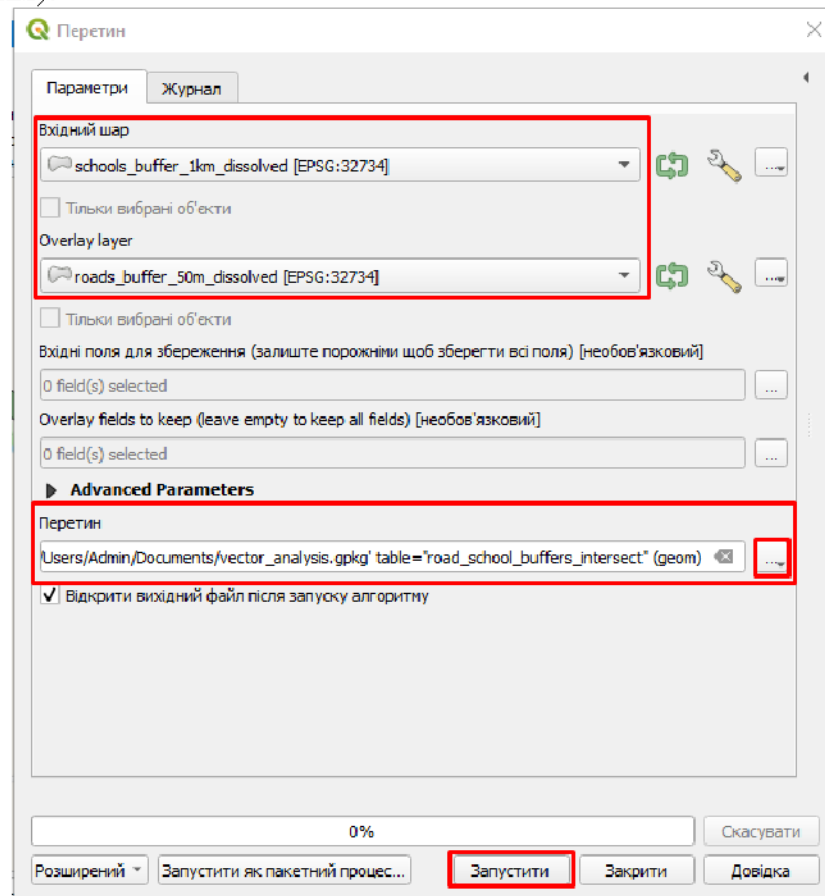 Перетин
Параметри Журнал
Вхідний шар
schools_buffer_1km_dissolved [EPSG:32734]
...
Тільки вибрані об'єкти
Overlay layer
roads_buffer_50m_dissolved [EPSG:32734]
...
Тільки вибрані об'єкти
Вхідні поля для збереження (залиште порожніми щоб зберегти всі поля) [необов'язковий]
0 field(s) selected
...
Overlay fields to keep (leave empty to keep all fields) [необов'язковий]
0 field(s) selected
...
Advanced Parameters
Перетин
/Users/Admin/Documents/vector_analysis.gpkg' table="road_school_buffers_intersect" (geom)
...
Відкрити вихідний файл після запуску алгоритму
0% Скасувати
Розширений Запустити як пакетний процес... Запустити Закрити Довідка